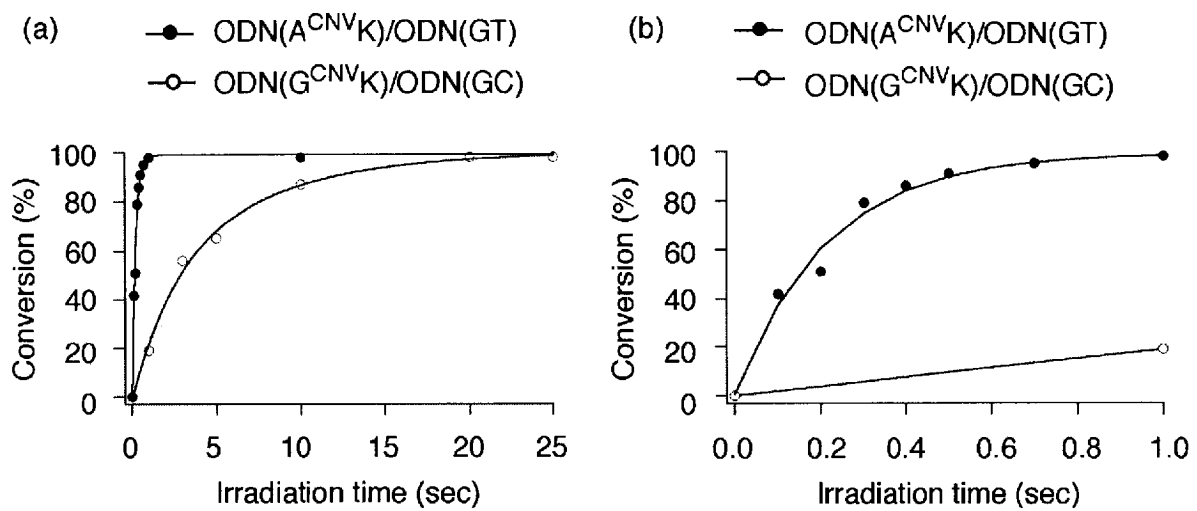 (a)
ODN(A^CNV K)/ODN(GT)
ODN(G^CNV K)/ODN(GC)
Conversion (%)
100
80
60
40
20
0
0 5 10 15 20 25
Irradiation time (sec)
(b)
ODN(A^CNV K)/ODN(GT)
ODN(G^CNV K)/ODN(GC)
Conversion (%)
100
80
60
40
20
0
0.0 0.2 0.4 0.6 0.8 1.0
Irradiation time (sec)